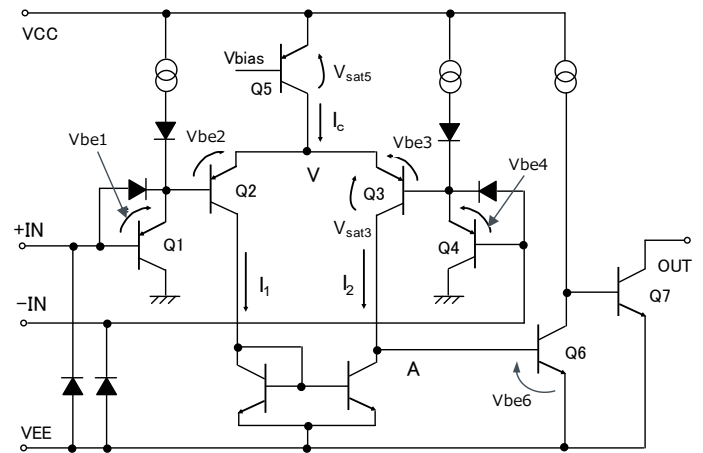 VCC
Vbias
Q5
Vsat5
Ic
Vbe1
Vbe2
Vbe3
Vbe4
V
Q2
Q3
+IN
Q1
Vsat3
Q4
OUT
I1
I2
Q7
−IN
A
Q6
Vbe6
VEE